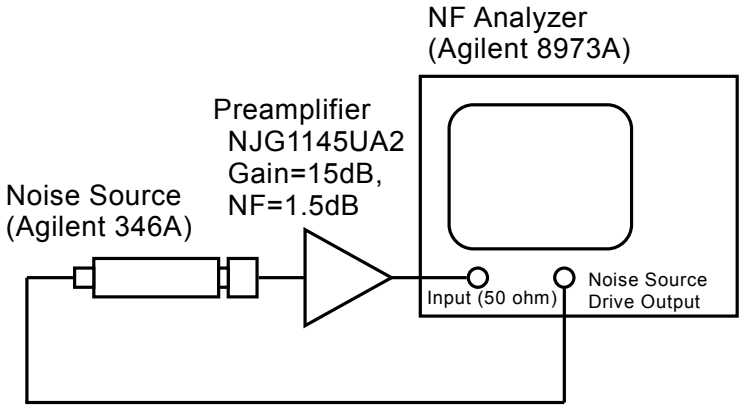 NF Analyzer
(Agilent 8973A)
Preamplifier
NJG1145UA2
Gain=15dB,
NF=1.5dB
Noise Source
(Agilent 346A)
Input (50 ohm)
Noise Source
Drive Output